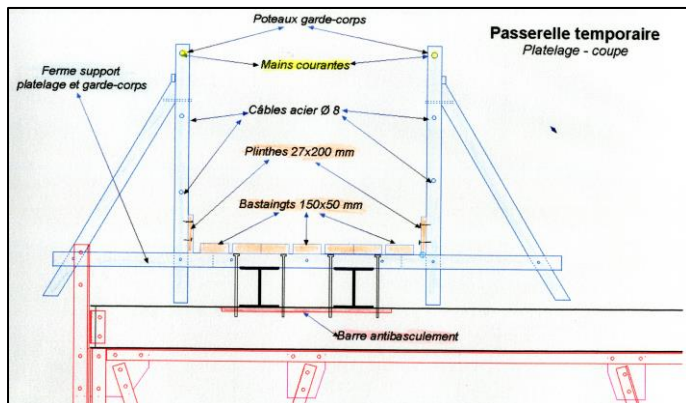 Poteaux garde-corps
Passerelle temporaire
Platelage - coupe
Mains courantes
Ferme support
platelage et garde-corps
Câbles acier Ø 8
Plinthes 27x200 mm
Bastaingts 150x50 mm
Barre antibasculement